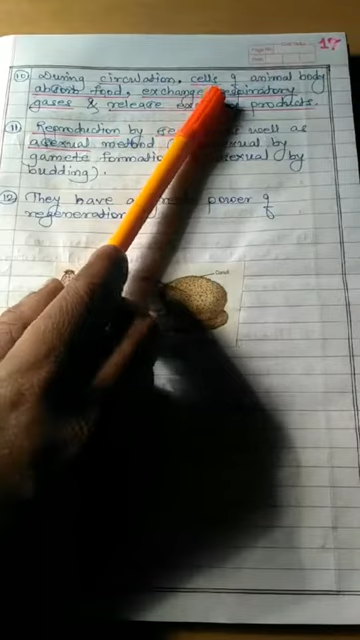 17
(10) During circulation, cells of animal body
absorb food, exchange respiratory
gases & release products.
(11) Reproduction by well as
asexual method sexual by
gamete formation asexual by
budding).
(12) They have a power of
regeneration